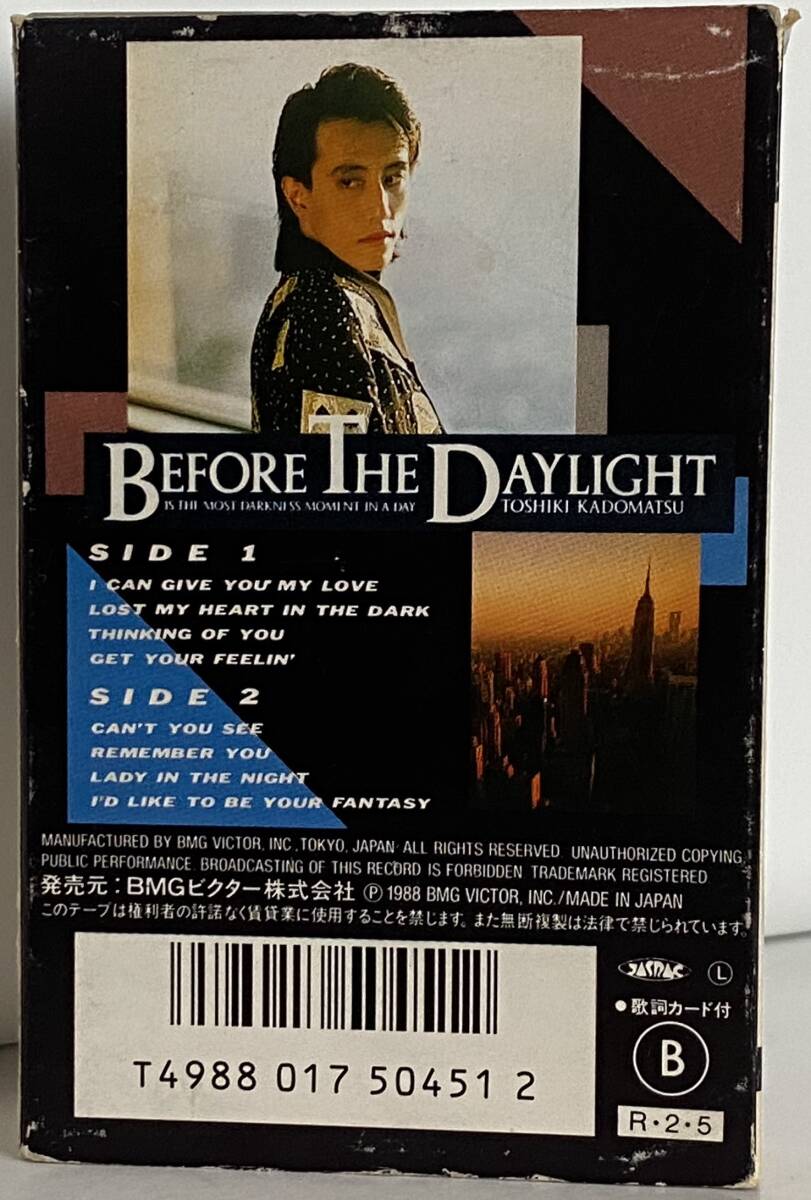 BEFORE THE DAYLIGHT
IS THE MOST DARKNESS MOMENT IN A DAY
TOSHIKI KADOMATSU
SIDE 1
I CAN GIVE YOU MY LOVE
LOST MY HEART IN THE DARK
THINKING OF YOU
GET YOUR FEELIN'
SIDE 2
CAN'T YOU SEE
REMEMBER YOU
LADY IN THE NIGHT
I'D LIKE TO BE YOUR FANTASY
MANUFACTURED BY BMG VICTOR, INC., TOKYO, JAPAN. ALL RIGHTS RESERVED. UNAUTHORIZED COPYING,
PUBLIC PERFORMANCE. BROADCASTING OF THIS RECORD IS FORBIDDEN. TRADEMARK REGISTERED.
発売元:BMGビクター株式会社 Ⓟ 1988 BMG VICTOR, INC./MADE IN JAPAN
このテープは権利者の許諾なく賃貸業に使用することを禁じます。また無断複製は法律で禁じられています。
JASRAC Ⓛ
●歌詞カード付
B
R・2・5
T4988 017 50451 2